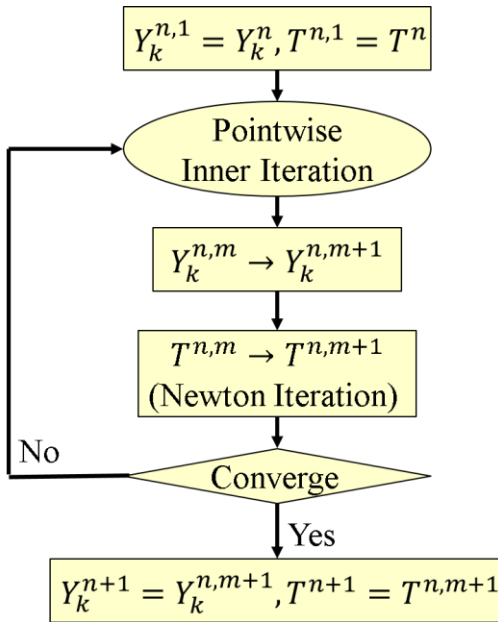 Y_k^{n,1} = Y_k^n, T^{n,1} = T^n
Pointwise
Inner Iteration
Y_k^{n,m} → Y_k^{n,m+1}
T^{n,m} → T^{n,m+1}
(Newton Iteration)
No
Converge
Yes
Y_k^{n+1} = Y_k^{n,m+1}, T^{n+1} = T^{n,m+1}